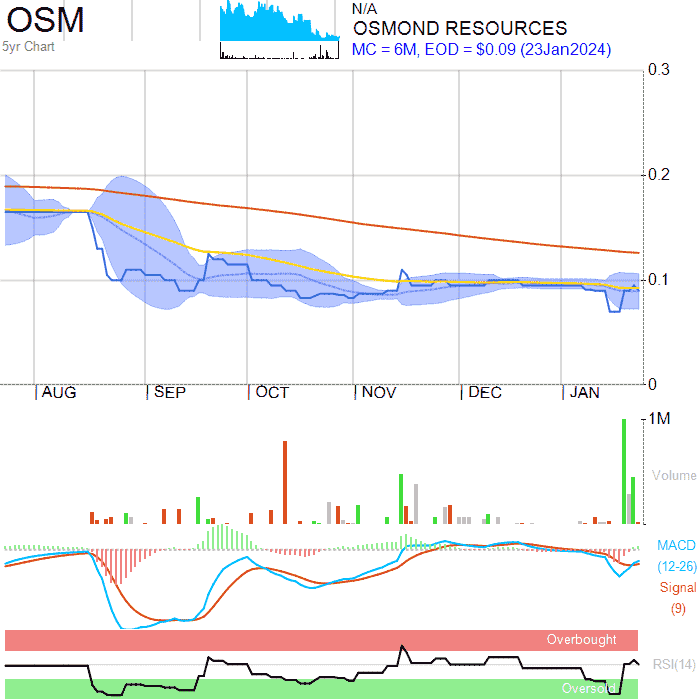 OSM
5yr Chart
N/A
OSMOND RESOURCES
MC = 6M, EOD = $0.09 (23Jan2024)
0.3
0.2
0.1
0
AUG SEP OCT NOV DEC JAN
1M
Volume
MACD
(12-26)
Signal
(9)
Overbought
RSI(14)
Oversold